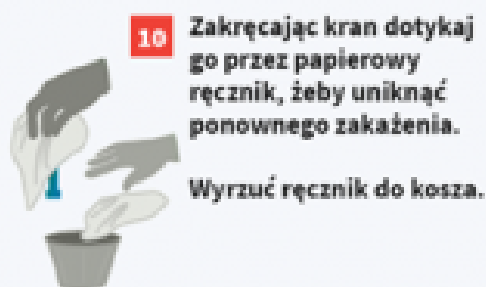 10
Zakręcając kran dotykaj
go przez papierowy
ręcznik, żeby uniknąć
ponownego zakażenia.
Wyrzuć ręcznik do kosza.